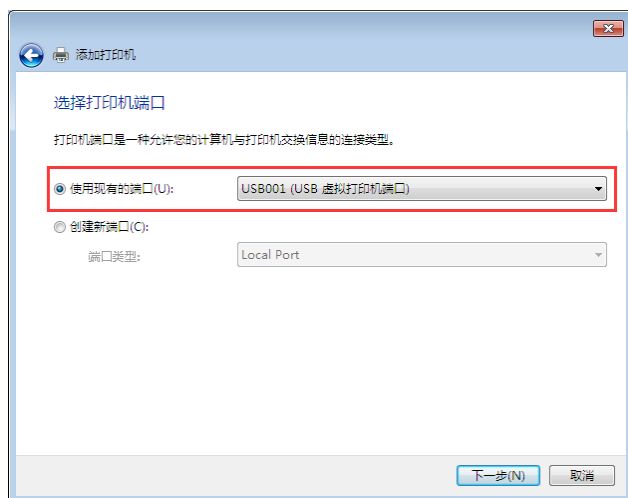 添加打印机
选择打印机端口
打印机端口是一种允许您的计算机与打印机交换信息的连接类型。
使用现有的端口(U): USB001 (USB 虚拟打印机端口)
创建新端口(C):
端口类型: Local Port
下一步(N) 取消